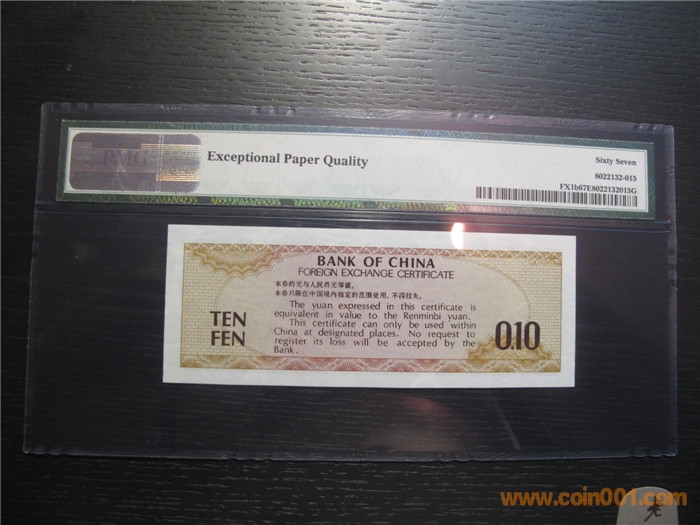 PMG
Exceptional Paper Quality
Sixty Seven
8022132-015
FX1b67E8022132015G
BANK OF CHINA
FOREIGN EXCHANGE CERTIFICATE
本券的元与人民币元等值。
本券只限在中国境内指定的范围使用，不得挂失。
The yuan expressed in this certificate is
equivalent in value to the Renminbi yuan.
This certificate can only be used within
China at designated places. No request to
register its loss will be accepted by the
Bank.
TEN
FEN
0.10
www.coin001.com